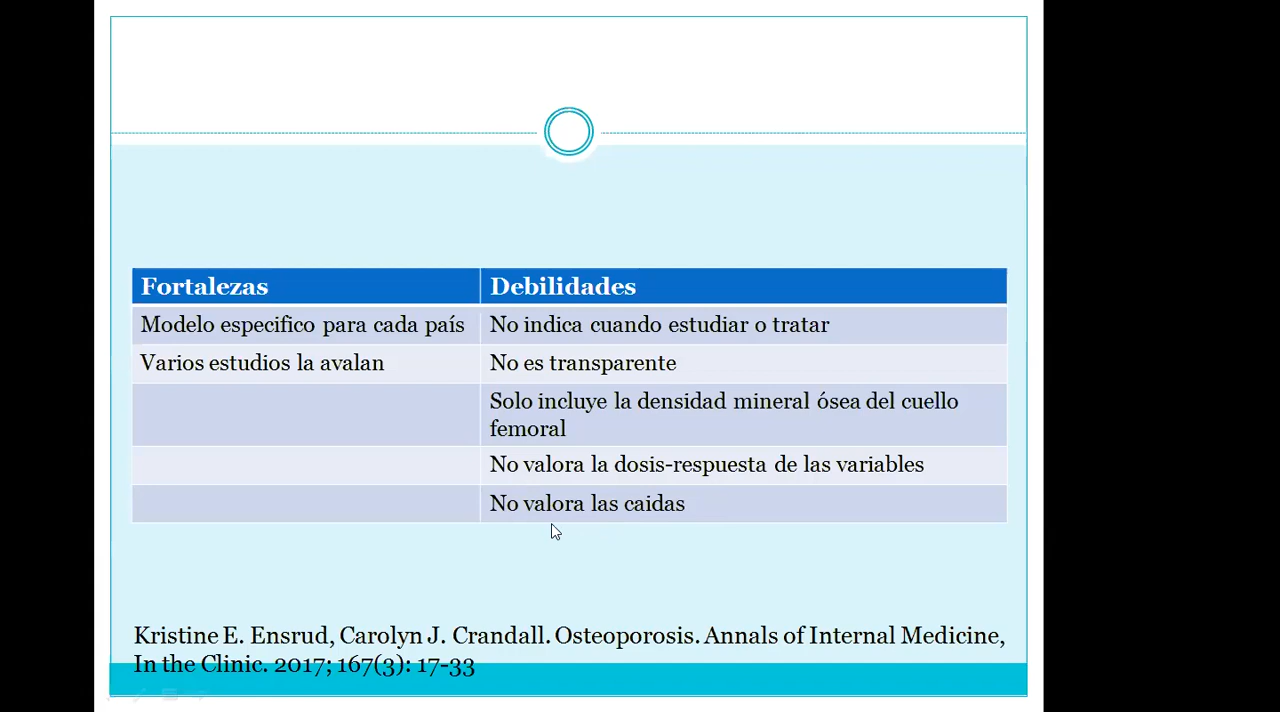 Fortalezas
Debilidades
Modelo especifico para cada país
No indica cuando estudiar o tratar
Varios estudios la avalan
No es transparente
Solo incluye la densidad mineral ósea del cuello
femoral
No valora la dosis-respuesta de las variables
No valora las caidas
Kristine E. Ensrud, Carolyn J. Crandall. Osteoporosis. Annals of Internal Medicine,
In the Clinic. 2017; 167(3): 17-33